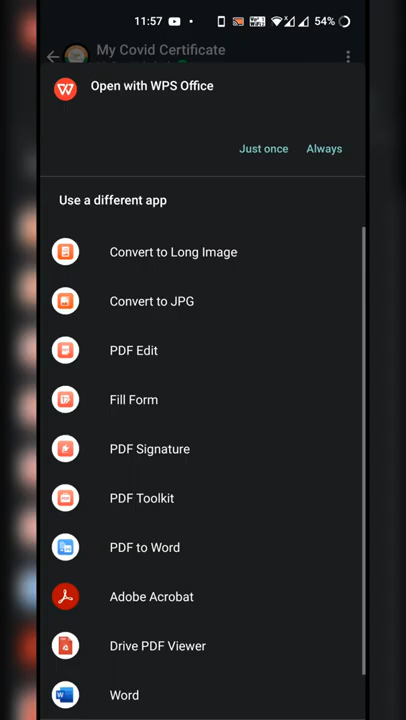 11:57
54%
My Covid Certificate
Open with WPS Office
Just once
Always
Use a different app
Convert to Long Image
Convert to JPG
PDF Edit
Fill Form
PDF Signature
PDF Toolkit
PDF to Word
Adobe Acrobat
Drive PDF Viewer
Word